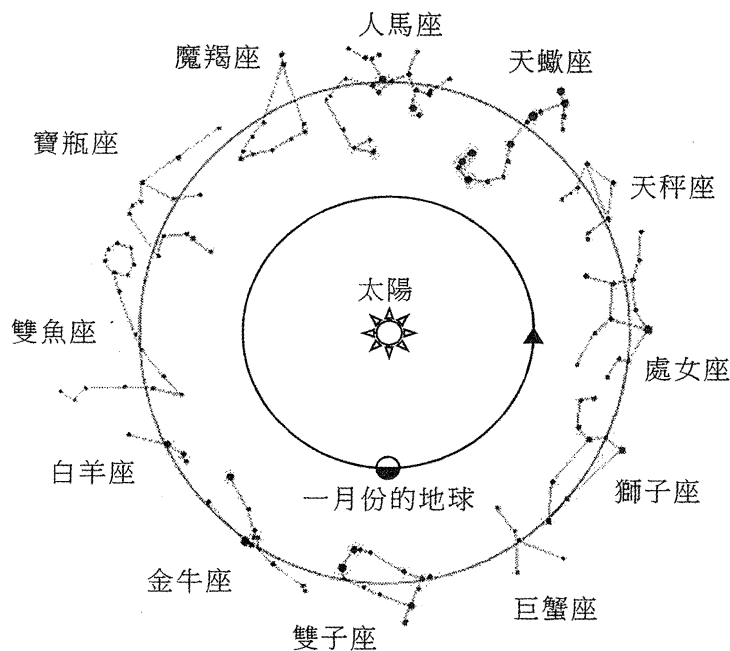 人馬座
魔羯座
天蠍座
寶瓶座
天秤座
太陽
雙魚座
處女座
白羊座
一月份的地球
獅子座
金牛座
巨蟹座
雙子座